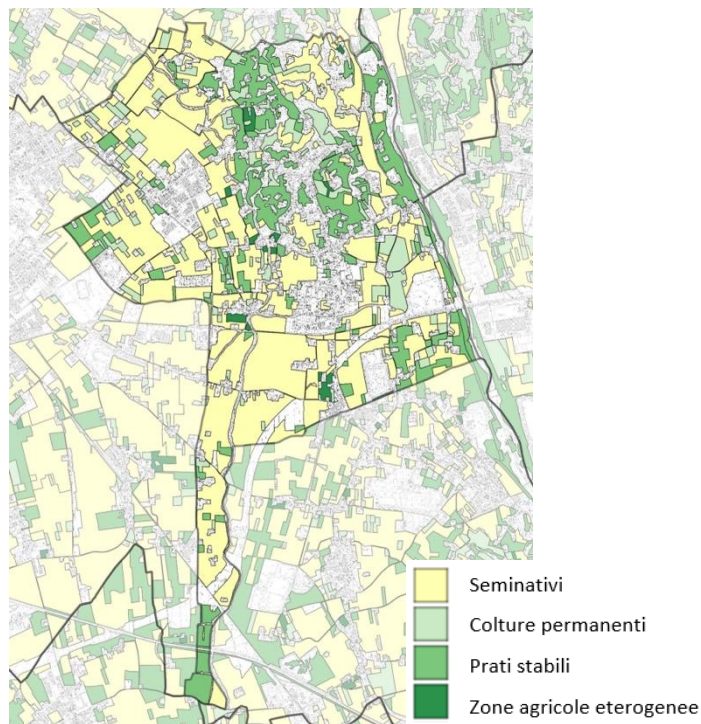 Seminativi
Colture permanenti
Prati stabili
Zone agricole eterogenee